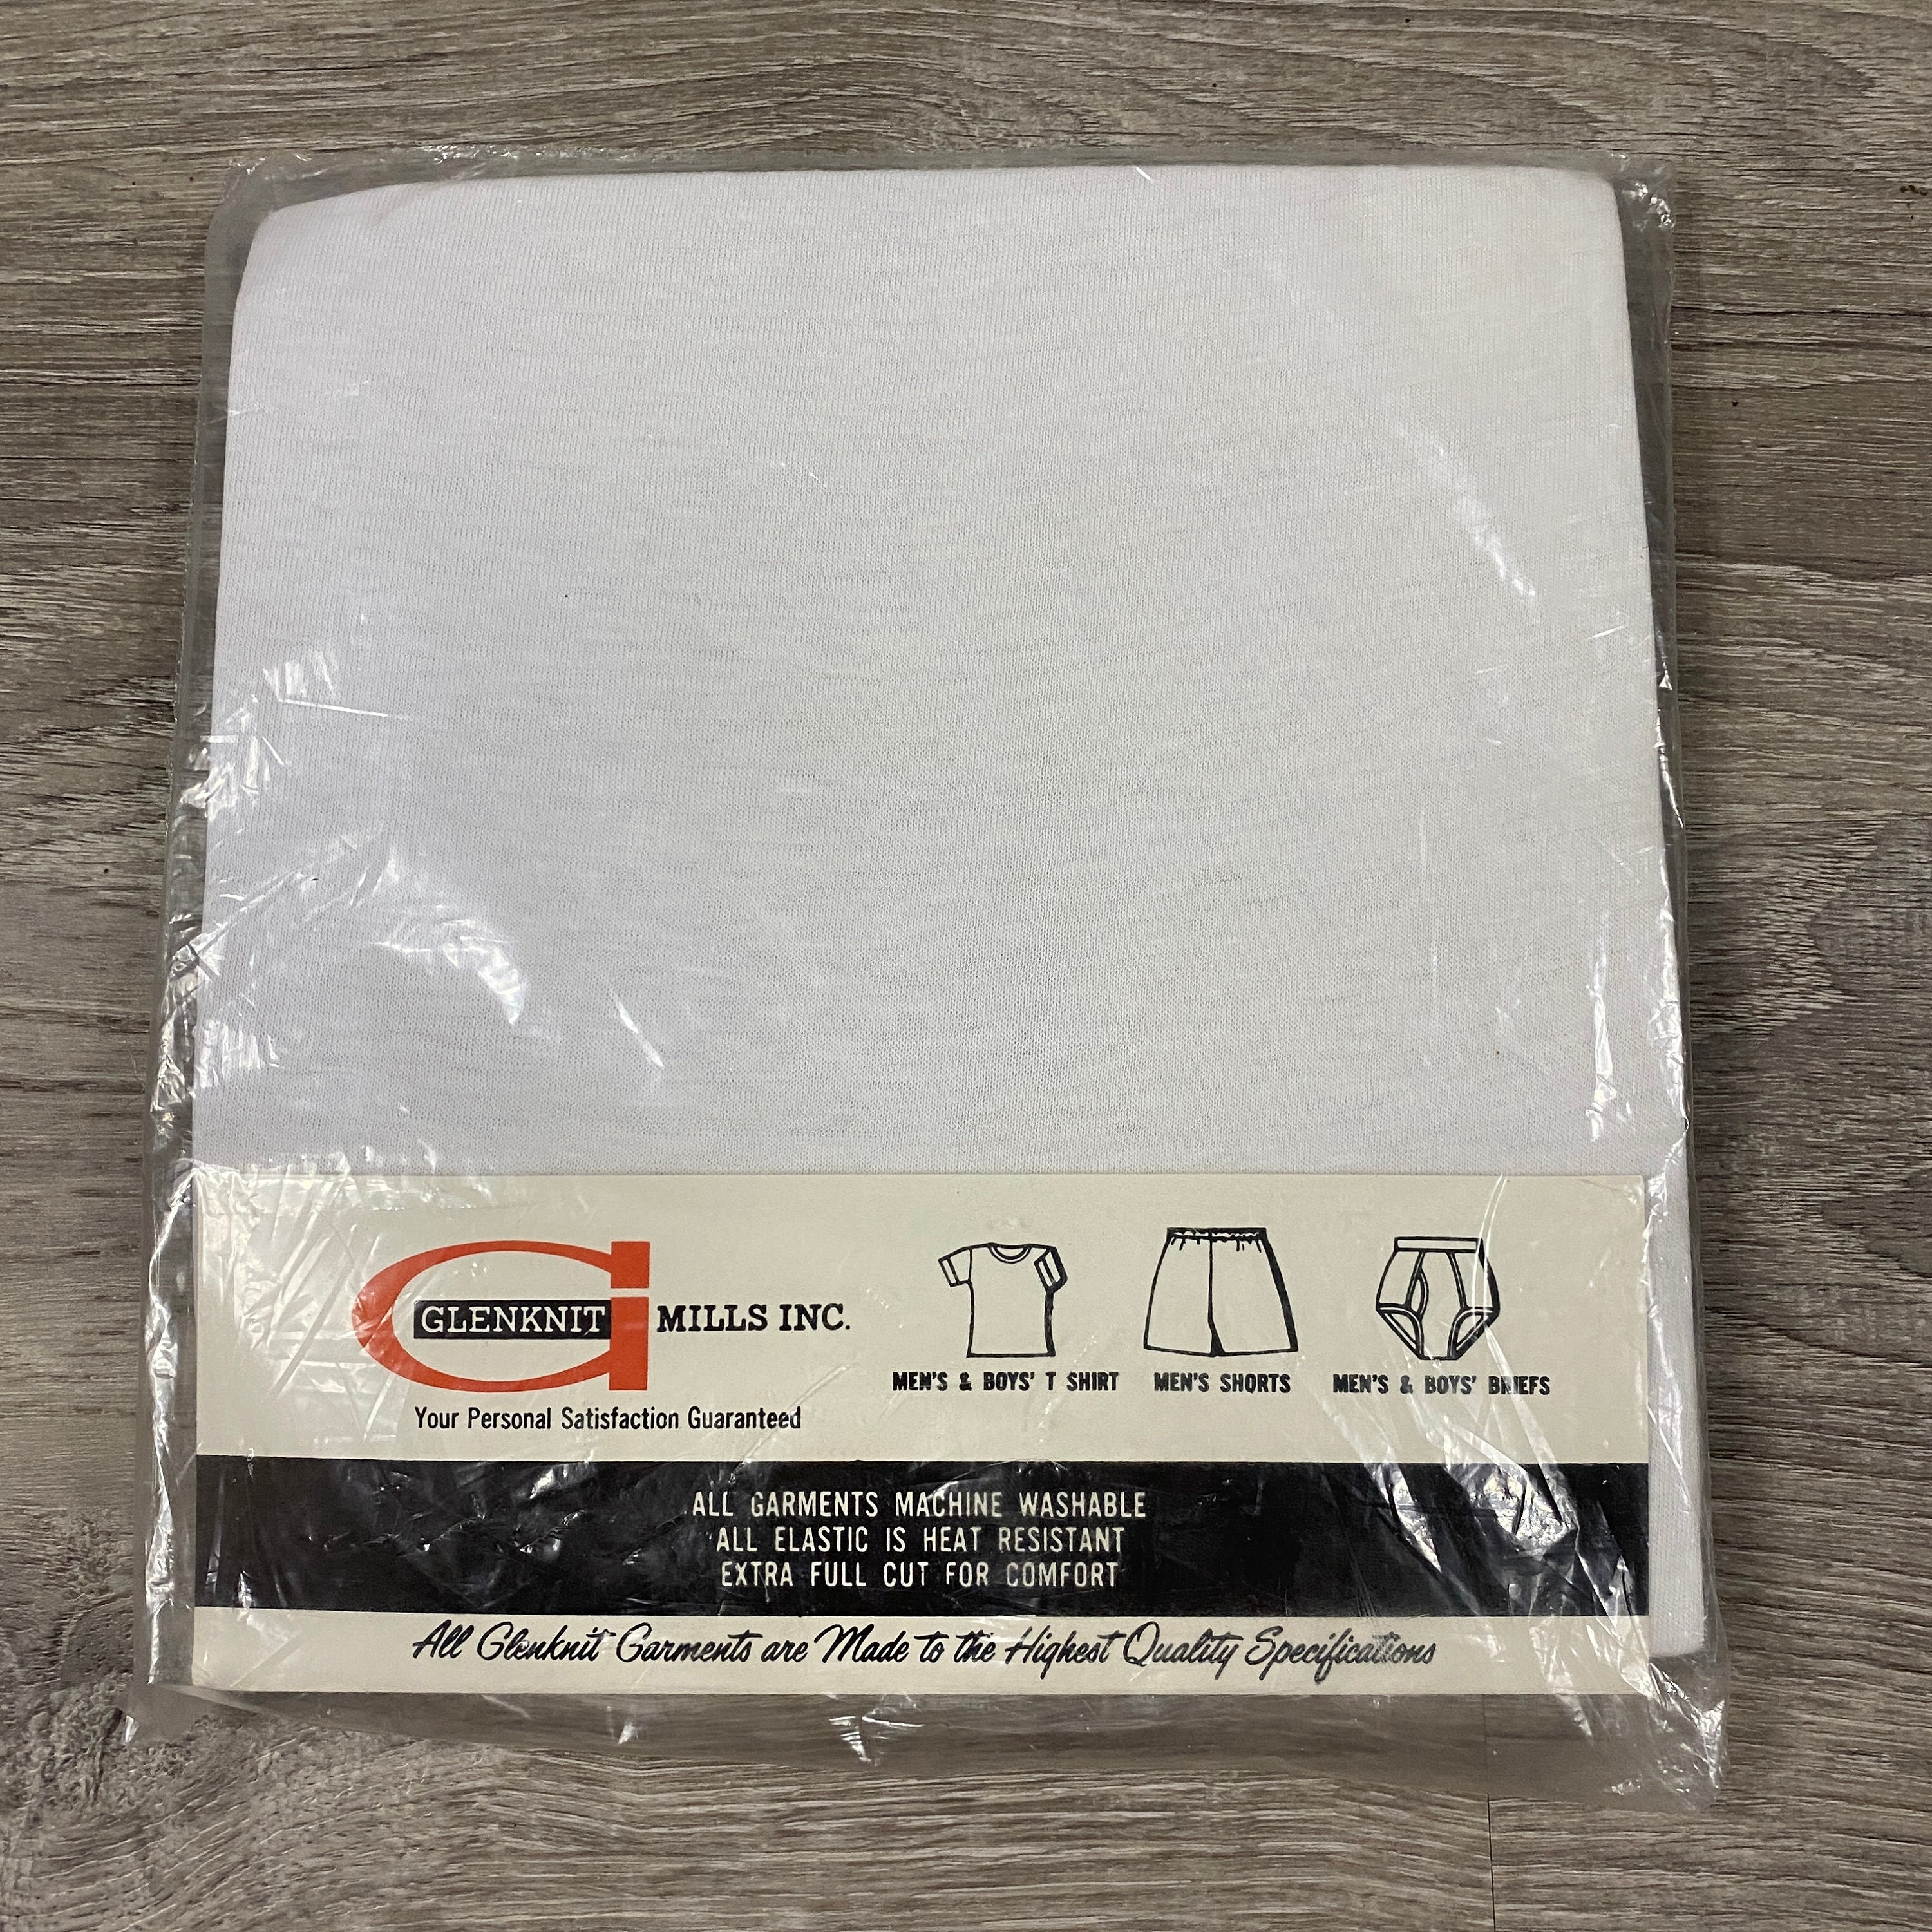 GLENKNIT MILLS INC.
Your Personal Satisfaction Guaranteed
MEN'S & BOYS' T SHIRT
MEN'S SHORTS
MEN'S & BOYS' BRIEFS
ALL GARMENTS MACHINE WASHABLE
ALL ELASTIC IS HEAT RESISTANT
EXTRA FULL CUT FOR COMFORT
All Glenknit Garments are Made to the Highest Quality Specifications